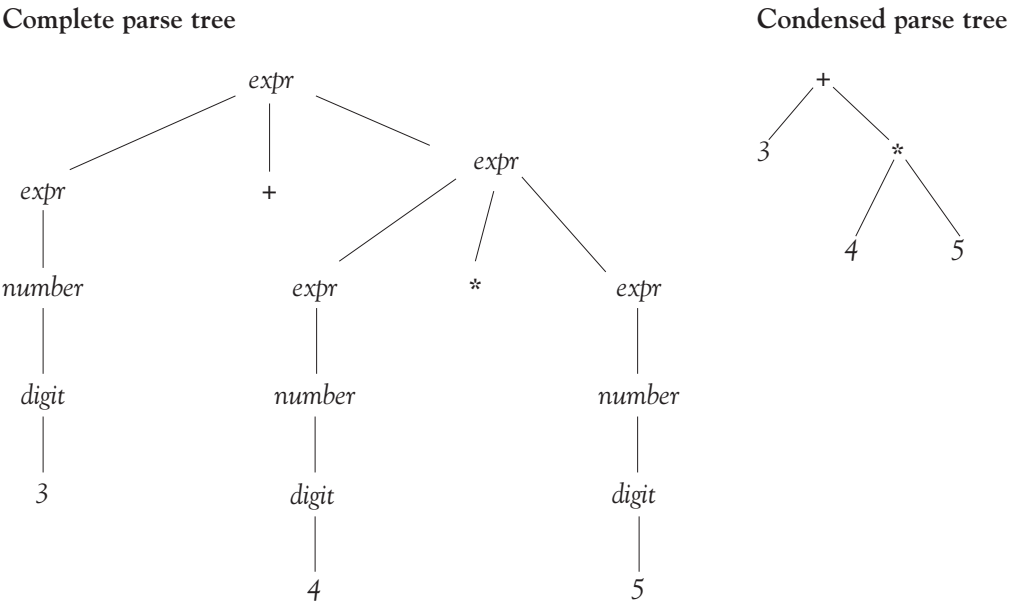 Complete parse tree
Condensed parse tree
expr
+
expr
3
*
expr
+
4
5
number
expr
*
expr
digit
number
number
3
digit
digit
4
5